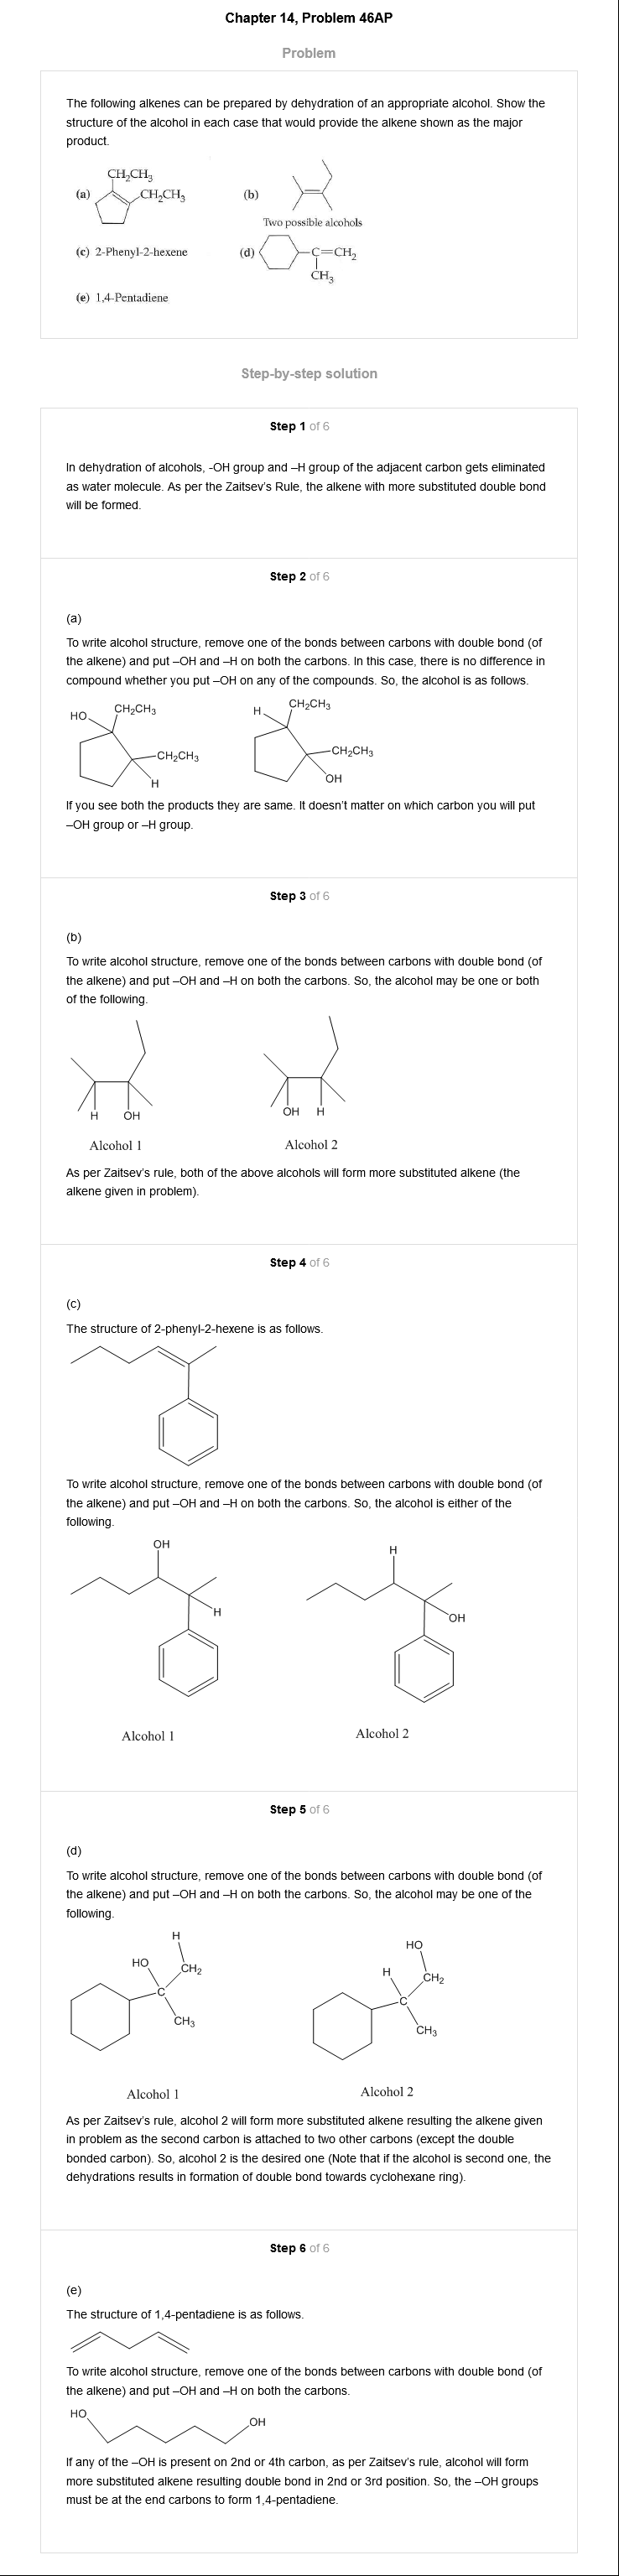 Chapter 14, Problem 46AP
Problem
The following alkenes can be prepared by dehydration of an appropriate alcohol. Show the
structure of the alcohol in each case that would provide the alkene shown as the major
product.
CH₂CH₃
(a)
CH₂CH₃
(b)
Two possible alcohols
(c) 2-Phenyl-2-hexene
(d)
C=CH₂
CH₃
(e) 1,4-Pentadiene
Step-by-step solution
Step 1 of 6
In dehydration of alcohols, -OH group and –H group of the adjacent carbon gets eliminated
as water molecule. As per the Zaitsev's Rule, the alkene with more substituted double bond
will be formed.
Step 2 of 6
(a)
To write alcohol structure, remove one of the bonds between carbons with double bond (of
the alkene) and put –OH and –H on both the carbons. In this case, there is no difference in
compound whether you put –OH on any of the compounds. So, the alcohol is as follows.
HO
CH₂CH₃
CH₂CH₃
H
H
CH₂CH₃
CH₂CH₃
OH
If you see both the products they are same. It doesn't matter on which carbon you will put
–OH group or –H group.
Step 3 of 6
(b)
To write alcohol structure, remove one of the bonds between carbons with double bond (of
the alkene) and put –OH and –H on both the carbons. So, the alcohol may be one or both
of the following.
H
OH
OH
H
Alcohol 1
Alcohol 2
As per Zaitsev's rule, both of the above alcohols will form more substituted alkene (the
alkene given in problem).
Step 4 of 6
(c)
The structure of 2-phenyl-2-hexene is as follows.
To write alcohol structure, remove one of the bonds between carbons with double bond (of
the alkene) and put –OH and –H on both the carbons. So, the alcohol is either of the
following.
OH
H
H
OH
Alcohol 1
Alcohol 2
Step 5 of 6
(d)
To write alcohol structure, remove one of the bonds between carbons with double bond (of
the alkene) and put –OH and –H on both the carbons. So, the alcohol may be one of the
following.
H
HO
CH₂
C
CH₃
HO
H
CH₂
C
CH₃
Alcohol 1
Alcohol 2
As per Zaitsev's rule, alcohol 2 will form more substituted alkene resulting the alkene given
in problem as the second carbon is attached to two other carbons (except the double
bonded carbon). So, alcohol 2 is the desired one (Note that if the alcohol is second one, the
dehydrations results in formation of double bond towards cyclohexane ring).
Step 6 of 6
(e)
The structure of 1,4-pentadiene is as follows.
To write alcohol structure, remove one of the bonds between carbons with double bond (of
the alkene) and put –OH and –H on both the carbons.
HO
OH
If any of the –OH is present on 2nd or 4th carbon, as per Zaitsev's rule, alcohol will form
more substituted alkene resulting double bond in 2nd or 3rd position. So, the –OH groups
must be at the end carbons to form 1,4-pentadiene.